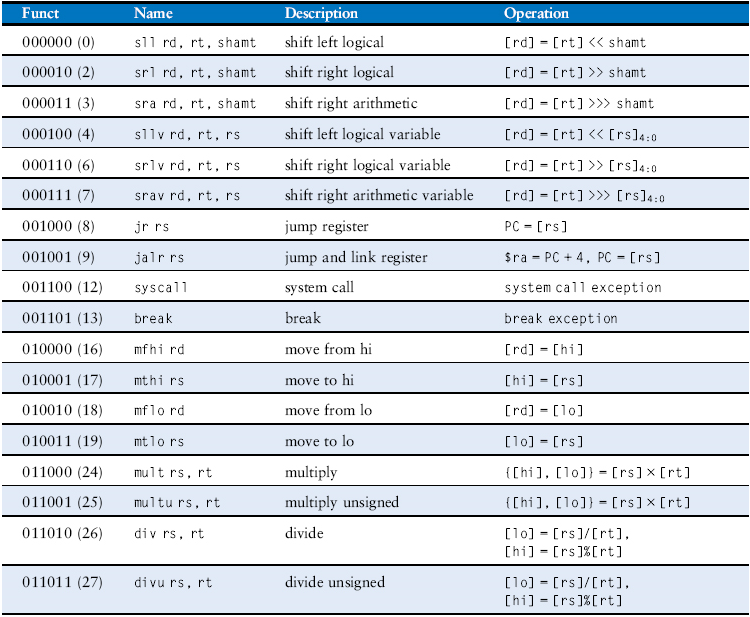 Funct Name Description Operation
000000 (0) sll rd, rt, shamt shift left logical [rd] = [rt] << shamt
000010 (2) srl rd, rt, shamt shift right logical [rd] = [rt] >> shamt
000011 (3) sra rd, rt, shamt shift right arithmetic [rd] = [rt] >>> shamt
000100 (4) sllv rd, rt, rs shift left logical variable [rd] = [rt] << [rs]4:0
000110 (6) srlv rd, rt, rs shift right logical variable [rd] = [rt] >> [rs]4:0
000111 (7) srav rd, rt, rs shift right arithmetic variable [rd] = [rt] >>> [rs]4:0
001000 (8) jr rs jump register PC = [rs]
001001 (9) jalr rs jump and link register $ra = PC + 4, PC = [rs]
001100 (12) syscall system call system call exception
001101 (13) break break break exception
010000 (16) mfhi rd move from hi [rd] = [hi]
010001 (17) mthi rs move to hi [hi] = [rs]
010010 (18) mflo rd move from lo [rd] = [lo]
010011 (19) mtlo rs move to lo [lo] = [rs]
011000 (24) mult rs, rt multiply {[hi], [lo]} = [rs] × [rt]
011001 (25) multu rs, rt multiply unsigned {[hi], [lo]} = [rs] × [rt]
011010 (26) div rs, rt divide [lo] = [rs]/[rt],
[hi] = [rs]%[rt]
011011 (27) divu rs, rt divide unsigned [lo] = [rs]/[rt],
[hi] = [rs]%[rt]